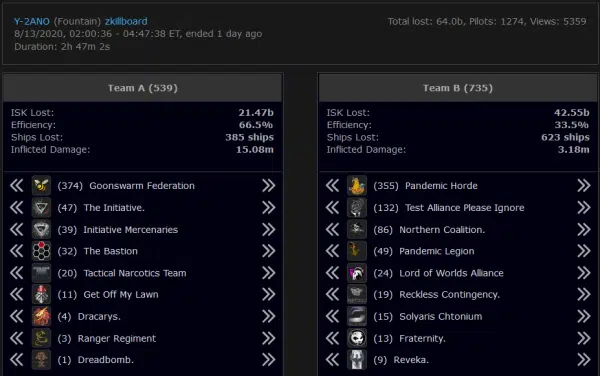 Y-2ANO (Fountain) zkillboard
Total lost: 64.0b, Pilots: 1274, Views: 5359
8/13/2020, 02:00:36 - 04:47:38 ET, ended 1 day ago
Duration: 2h 47m 2s
Team A (539)
ISK Lost: 21.47b
Efficiency: 66.5%
Ships Lost: 385 ships
Inflicted Damage: 15.08m
(374) Goonswarm Federation
(47) The Initiative.
(39) Initiative Mercenaries
(32) The Bastion
(20) Tactical Narcotics Team
(11) Get Off My Lawn
(4) Dracarys.
(3) Ranger Regiment
(1) Dreadbomb.
Team B (735)
ISK Lost: 42.55b
Efficiency: 33.5%
Ships Lost: 623 ships
Inflicted Damage: 3.18m
(355) Pandemic Horde
(132) Test Alliance Please Ignore
(86) Northern Coalition.
(49) Pandemic Legion
(24) Lord of Worlds Alliance
(19) Reckless Contingency.
(15) Solyaris Chtonium
(13) Fraternity.
(9) Reveka.